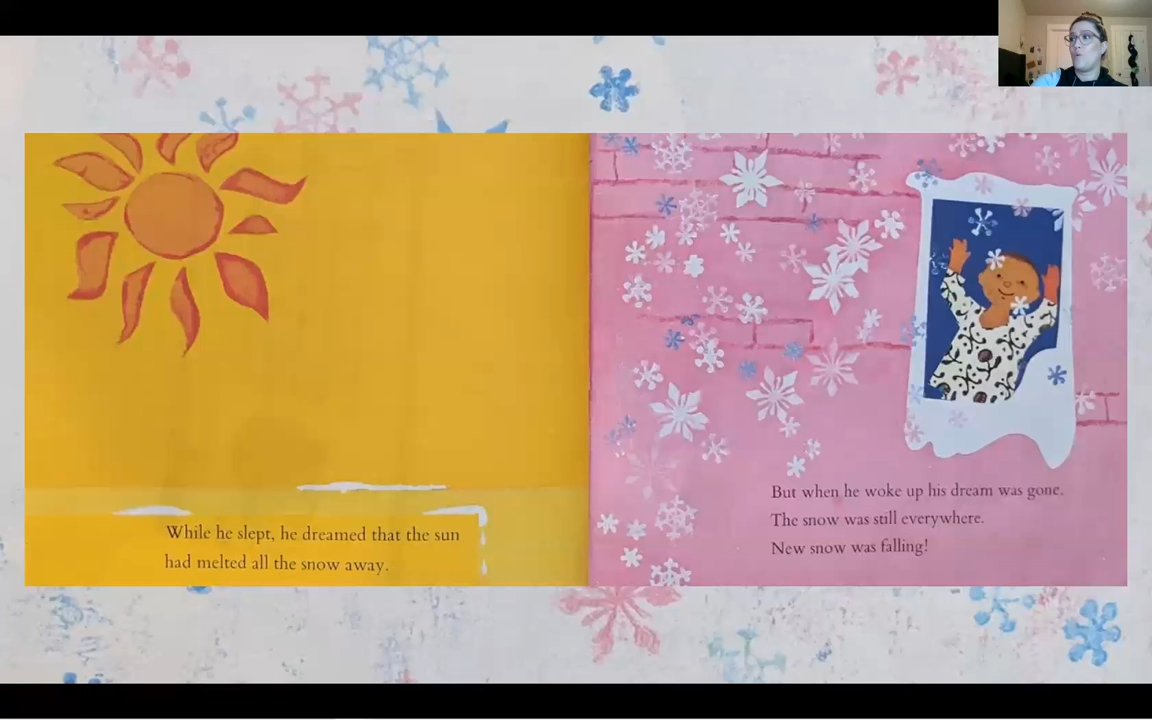 While he slept, he dreamed that the sun
had melted all the snow away.
But when he woke up his dream was gone.
The snow was still everywhere.
New snow was falling!